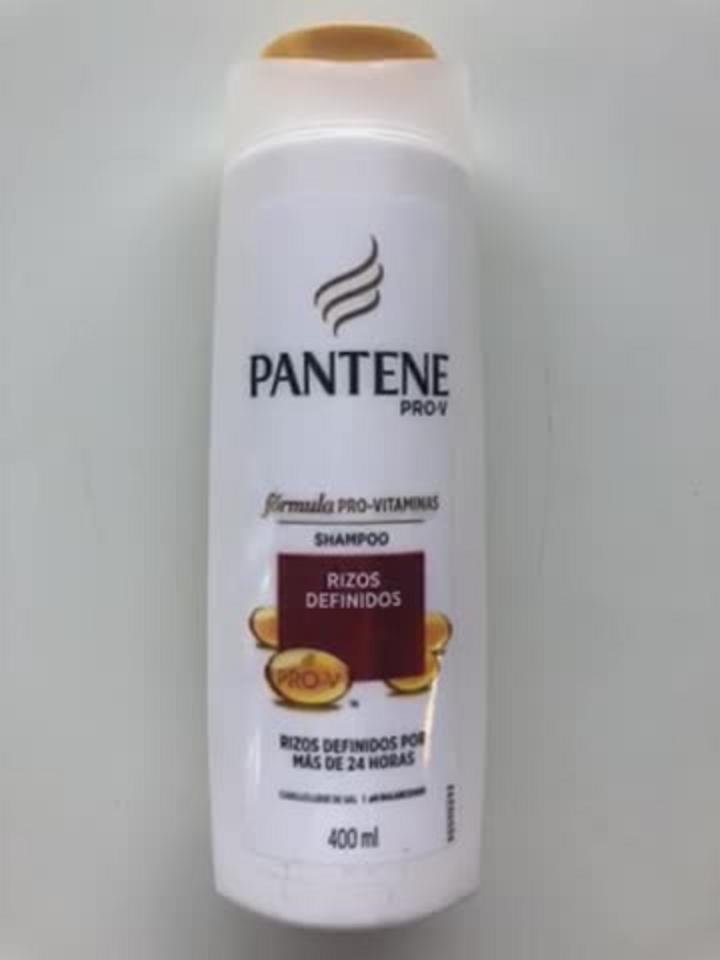 PANTENE
PRO-V
fórmula PRO-VITAMINAS
SHAMPOO
RIZOS
DEFINIDOS
PRO-V
RIZOS DEFINIDOS POR
MÁS DE 24 HORAS
400 ml